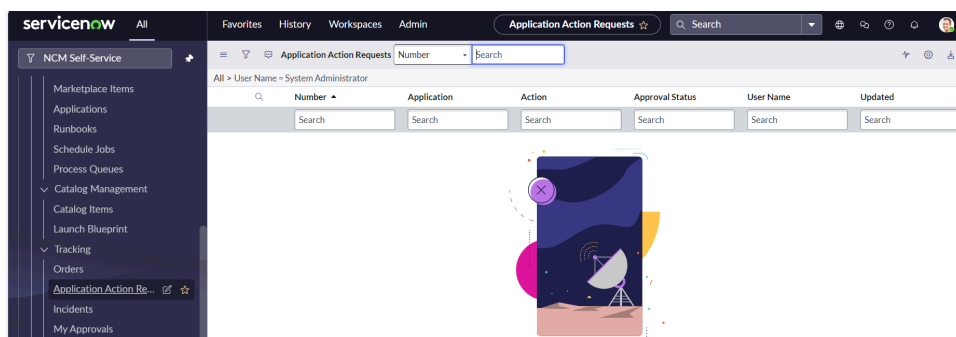 servicenow All Favorites History Workspaces Admin Application Action Requests Search
NCM Self-Service
Application Action Requests Number Search
All > User Name = System Administrator
Number Application Action Approval Status User Name Updated
Search Search Search Search Search Search
Marketplace Items
Applications
Runbooks
Schedule Jobs
Process Queues
Catalog Management
Catalog Items
Launch Blueprint
Tracking
Orders
Application Action Re...
Incidents
My Approvals